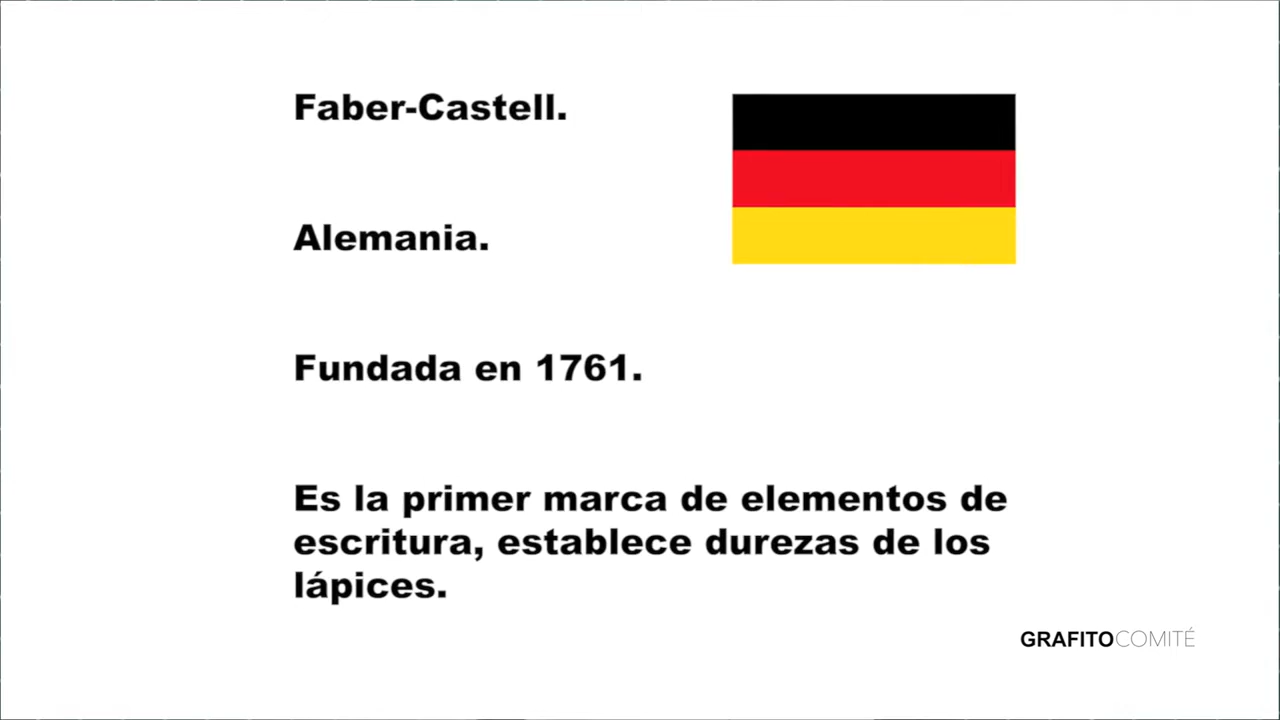 Faber-Castell.
Alemania.
Fundada en 1761.
Es la primer marca de elementos de
escritura, establece durezas de los
lápices.
GRAFITOCOMITÉ